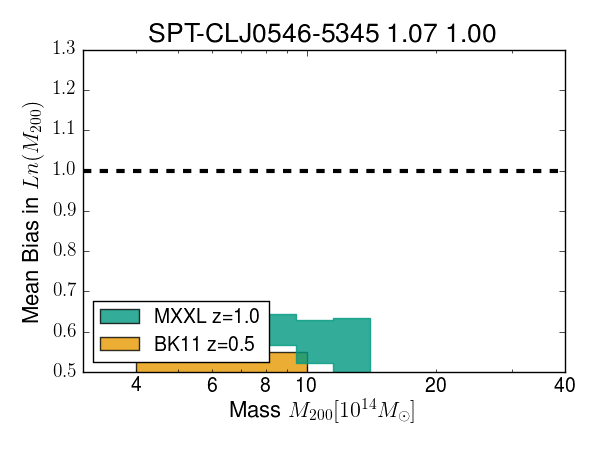 SPT-CLJ0546-5345 1.07 1.00
1.3
1.2
1.1
1.0
0.9
0.8
0.7
0.6
0.5
Mean Bias in Ln(M200)
MXXL z=1.0
BK11 z=0.5
4 6 8 10 20 40
Mass M200[10^14M⊙]